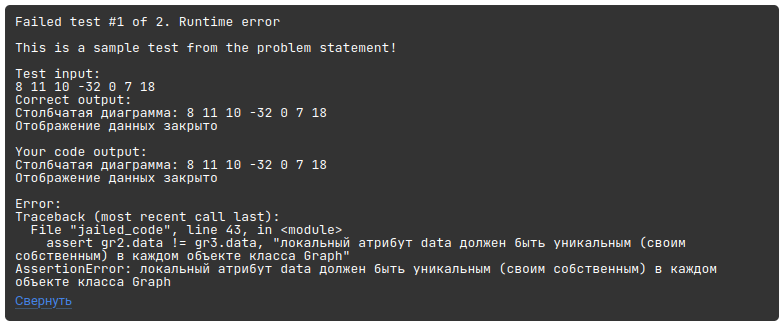 Failed test #1 of 2. Runtime error
This is a sample test from the problem statement!
Test input:
8 11 10 -32 0 7 18
Correct output:
Столбчатая диаграмма: 8 11 10 -32 0 7 18
Отображение данных закрыто
Your code output:
Столбчатая диаграмма: 8 11 10 -32 0 7 18
Отображение данных закрыто
Error:
Traceback (most recent call last):
  File "jailed_code", line 43, in <module>
    assert gr2.data != gr3.data, "локальный атрибут data должен быть уникальным (своим
собственным) в каждом объекте класса Graph"
AssertionError: локальный атрибут data должен быть уникальным (своим собственным) в каждом
объекте класса Graph
Свернуть